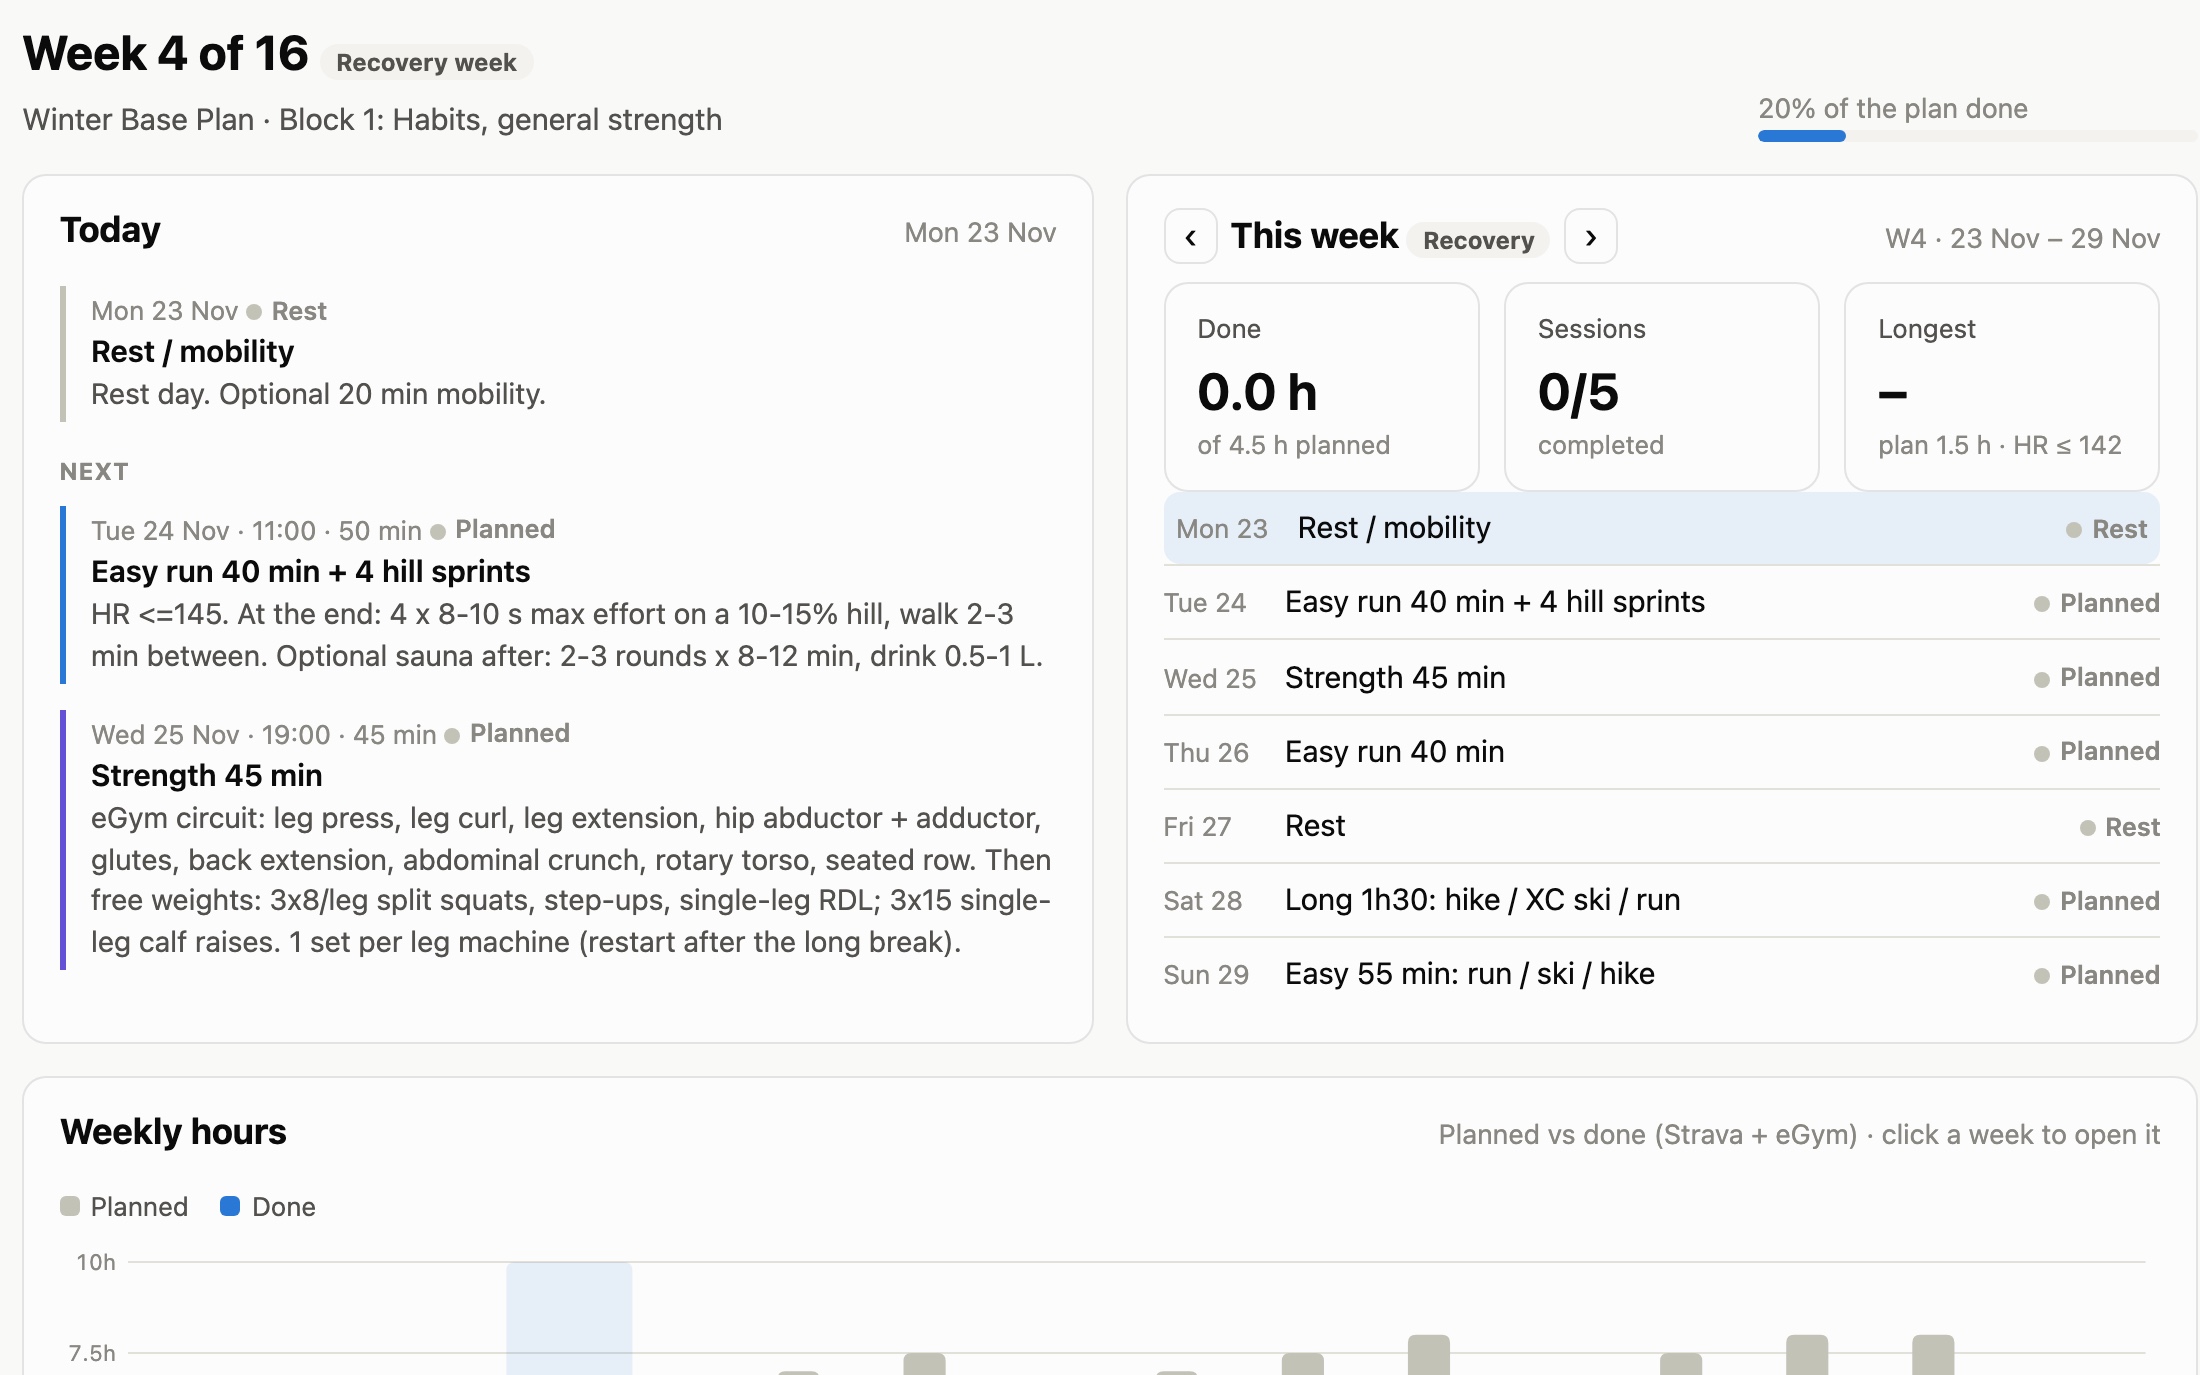 Week 4 of 16 Recovery week
Winter Base Plan · Block 1: Habits, general strength
20% of the plan done
Today
Mon 23 Nov
Mon 23 Nov Rest
Rest / mobility
Rest day. Optional 20 min mobility.
NEXT
Tue 24 Nov · 11:00 · 50 min Planned
Easy run 40 min + 4 hill sprints
HR <=145. At the end: 4 x 8-10 s max effort on a 10-15% hill, walk 2-3
min between. Optional sauna after: 2-3 rounds x 8-12 min, drink 0.5-1 L.
Wed 25 Nov · 19:00 · 45 min Planned
Strength 45 min
eGym circuit: leg press, leg curl, leg extension, hip abductor + adductor,
glutes, back extension, abdominal crunch, rotary torso, seated row. Then
free weights: 3x8/leg split squats, step-ups, single-leg RDL; 3x15 single-
leg calf raises. 1 set per leg machine (restart after the long break).
‹ This week Recovery ›
W4 · 23 Nov – 29 Nov
Done
0.0 h
of 4.5 h planned
Sessions
0/5
completed
Longest
–
plan 1.5 h · HR ≤ 142
Mon 23 Rest / mobility Rest
Tue 24 Easy run 40 min + 4 hill sprints Planned
Wed 25 Strength 45 min Planned
Thu 26 Easy run 40 min Planned
Fri 27 Rest Rest
Sat 28 Long 1h30: hike / XC ski / run Planned
Sun 29 Easy 55 min: run / ski / hike Planned
Weekly hours
Planned vs done (Strava + eGym) · click a week to open it
Planned Done
10h
7.5h